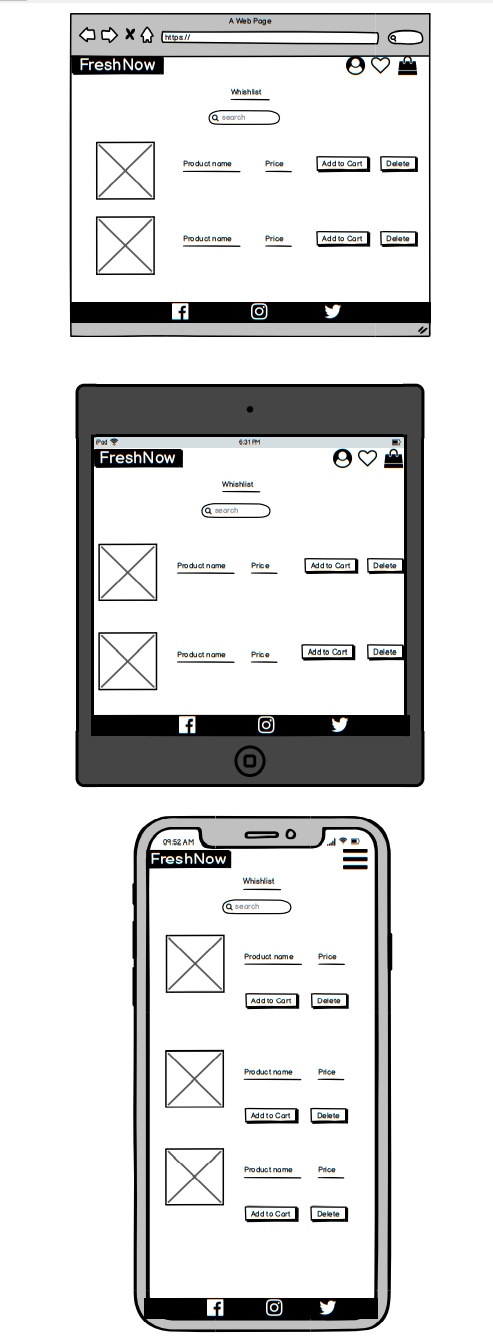 A Web Page
https://
FreshNow
Whishlist
search
Product name Price Add to Cart Delete
Product name Price Add to Cart Delete
iPad 6:31 PM
FreshNow
Whishlist
search
Product name Price Add to Cart Delete
Product name Price Add to Cart Delete
09:52 AM
FreshNow
Whishlist
search
Product name Price
Add to Cart Delete
Product name Price
Add to Cart Delete
Product name Price
Add to Cart Delete